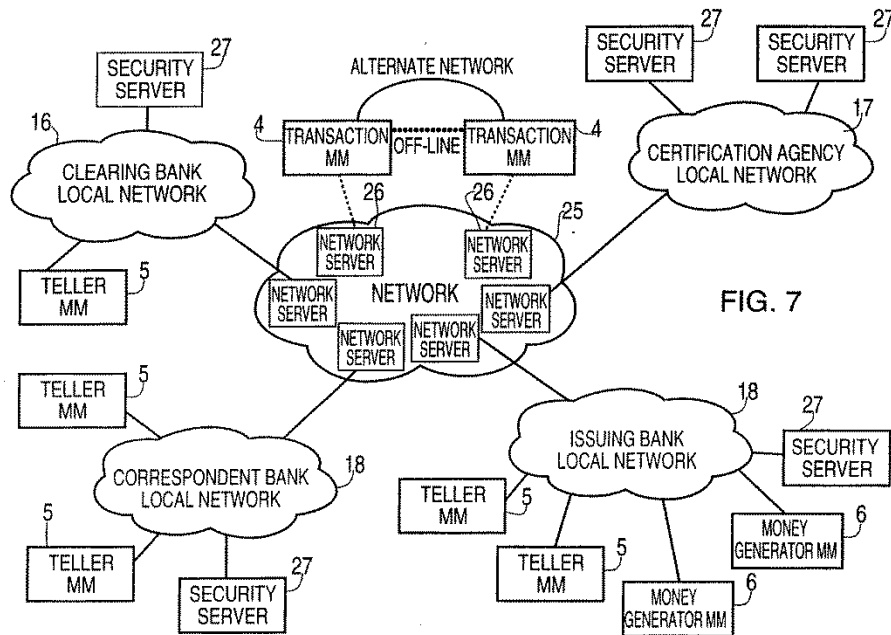 27
SECURITY
SERVER
ALTERNATE NETWORK
27
SECURITY
SERVER
27
SECURITY
SERVER
16
CLEARING BANK
LOCAL NETWORK
4
TRANSACTION
MM
OFF-LINE
TRANSACTION
MM
4
17
CERTIFICATION AGENCY
LOCAL NETWORK
5
TELLER
MM
26
NETWORK
SERVER
26
NETWORK
SERVER
25
NETWORK
SERVER
NETWORK
NETWORK
SERVER
NETWORK
SERVER
NETWORK
SERVER
FIG. 7
5
TELLER
MM
CORRESPONDENT BANK
LOCAL NETWORK
18
5
TELLER
MM
27
SECURITY
SERVER
18
ISSUING BANK
LOCAL NETWORK
27
SECURITY
SERVER
TELLER
MM
5
TELLER
MM
5
MONEY
GENERATOR MM
6
MONEY
GENERATOR MM
6